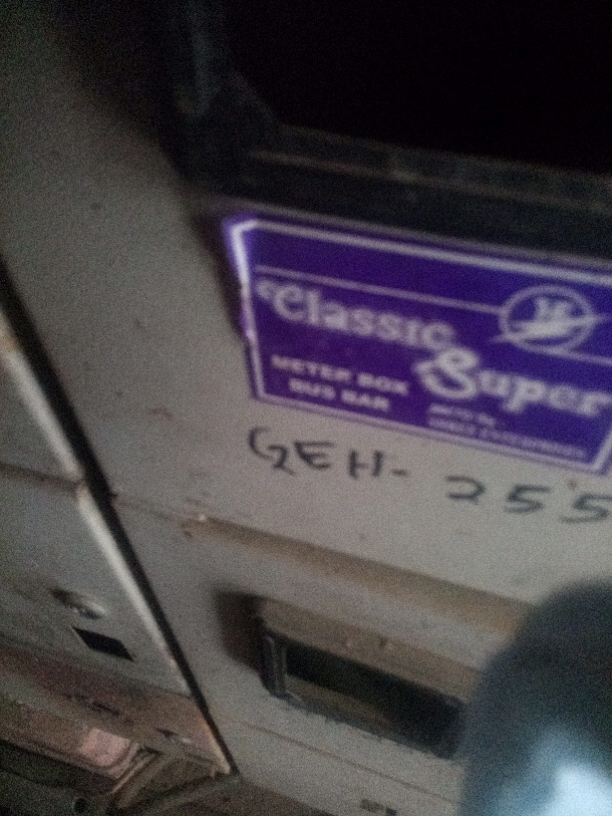 Classic
Super
METER BOX
BUS BAR
GEH- 255